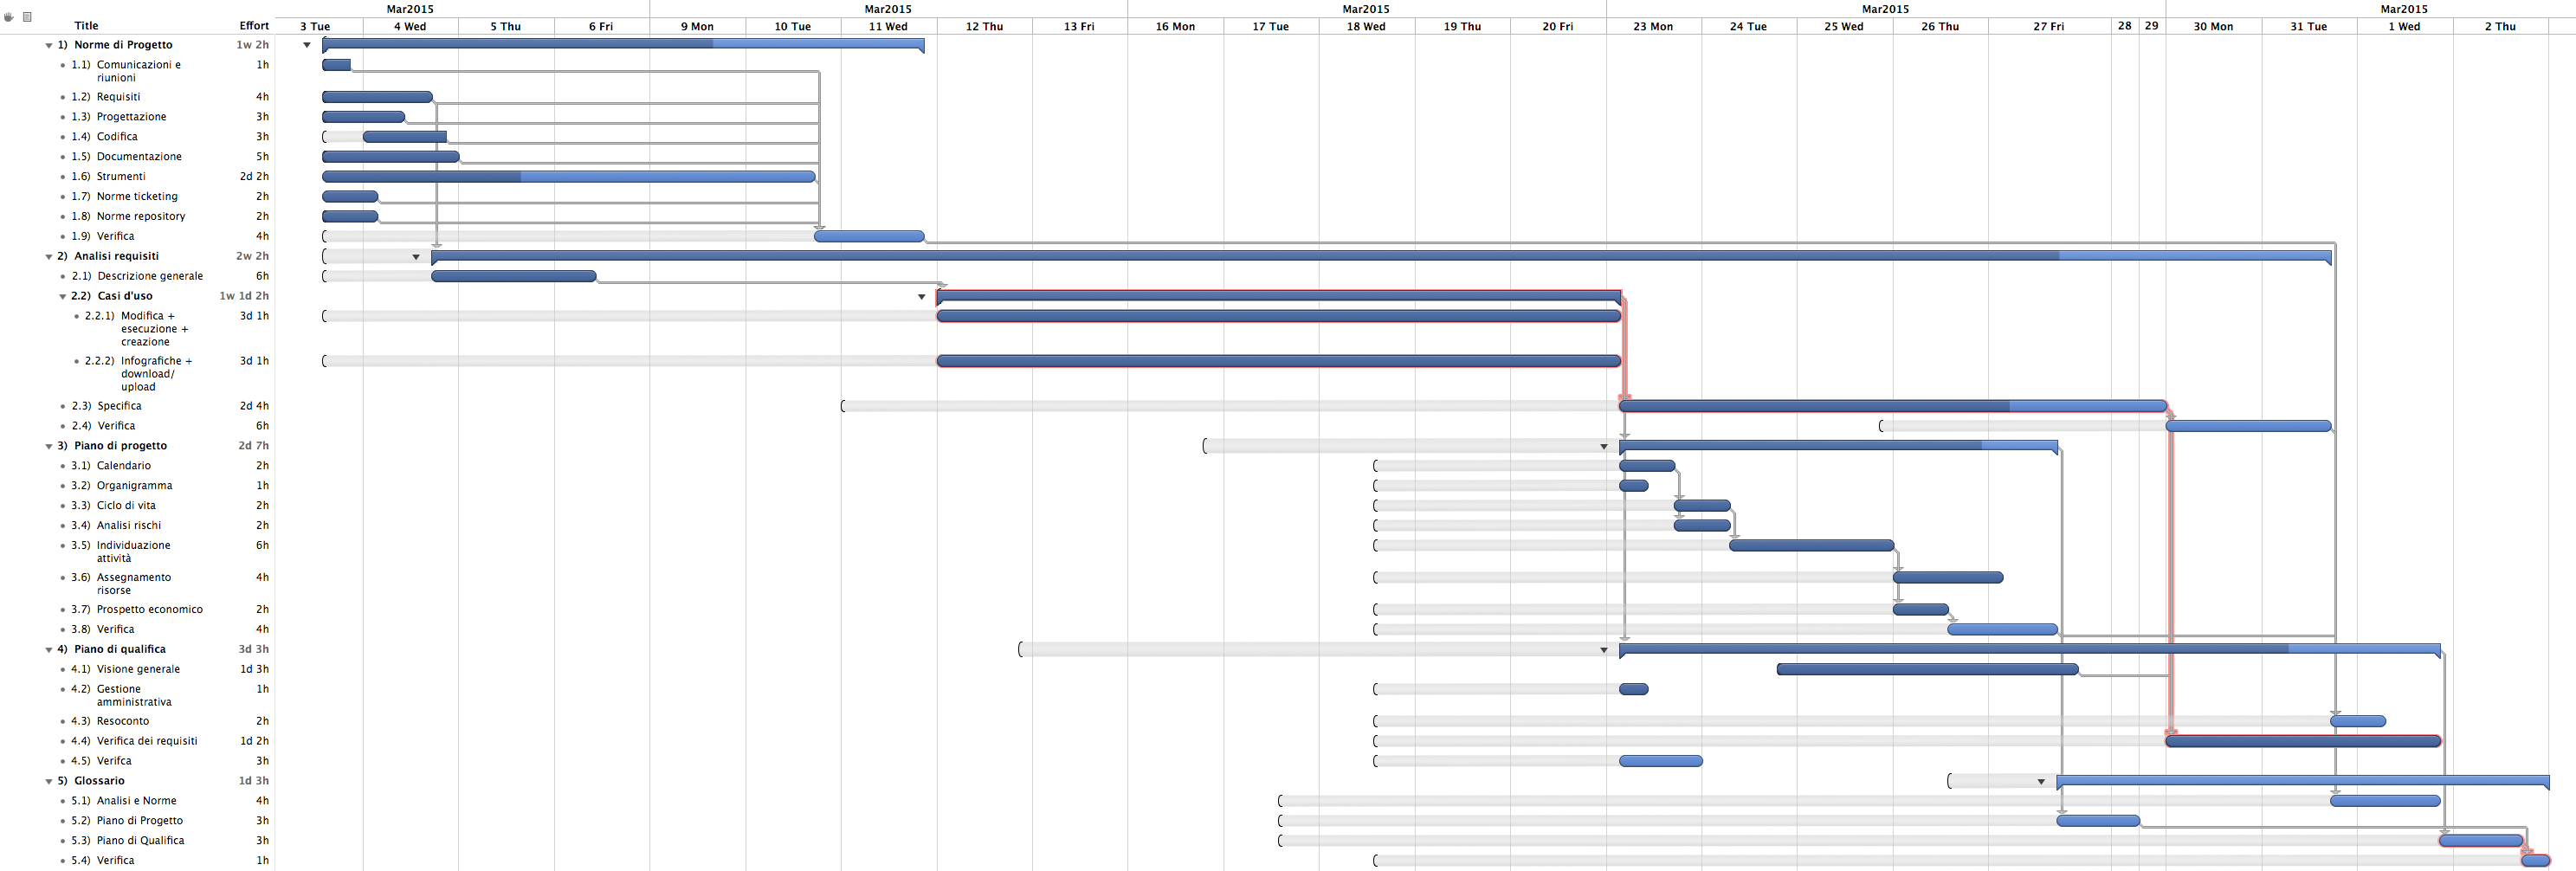 Mar2015 Mar2015 Mar2015 Mar2015 Mar2015
Title Effort 3 Tue 4 Wed 5 Thu 6 Fri 9 Mon 10 Tue 11 Wed 12 Thu 13 Fri 16 Mon 17 Tue 18 Wed 19 Thu 20 Fri 23 Mon 24 Tue 25 Wed 26 Thu 27 Fri 28 29 30 Mon 31 Tue 1 Wed 2 Thu
1) Norme di Progetto 1w 2h
1.1) Comunicazioni e 1h
riunioni
1.2) Requisiti 4h
1.3) Progettazione 3h
1.4) Codifica 3h
1.5) Documentazione 5h
1.6) Strumenti 2d 2h
1.7) Norme ticketing 2h
1.8) Norme repository 2h
1.9) Verifica 4h
2) Analisi requisiti 2w 2h
2.1) Descrizione generale 6h
2.2) Casi d'uso 1w 1d 2h
2.2.1) Modifica + 3d 1h
esecuzione +
creazione
2.2.2) Infografiche + 3d 1h
download/
upload
2.3) Specifica 2d 4h
2.4) Verifica 6h
3) Piano di progetto 2d 7h
3.1) Calendario 2h
3.2) Organigramma 1h
3.3) Ciclo di vita 2h
3.4) Analisi rischi 2h
3.5) Individuazione 6h
attività
3.6) Assegnamento 4h
risorse
3.7) Prospetto economico 2h
3.8) Verifica 4h
4) Piano di qualifica 3d 3h
4.1) Visione generale 1d 3h
4.2) Gestione 1h
amministrativa
4.3) Resoconto 2h
4.4) Verifica dei requisiti 1d 2h
4.5) Verifca 3h
5) Glossario 1d 3h
5.1) Analisi e Norme 4h
5.2) Piano di Progetto 3h
5.3) Piano di Qualifica 3h
5.4) Verifica 1h